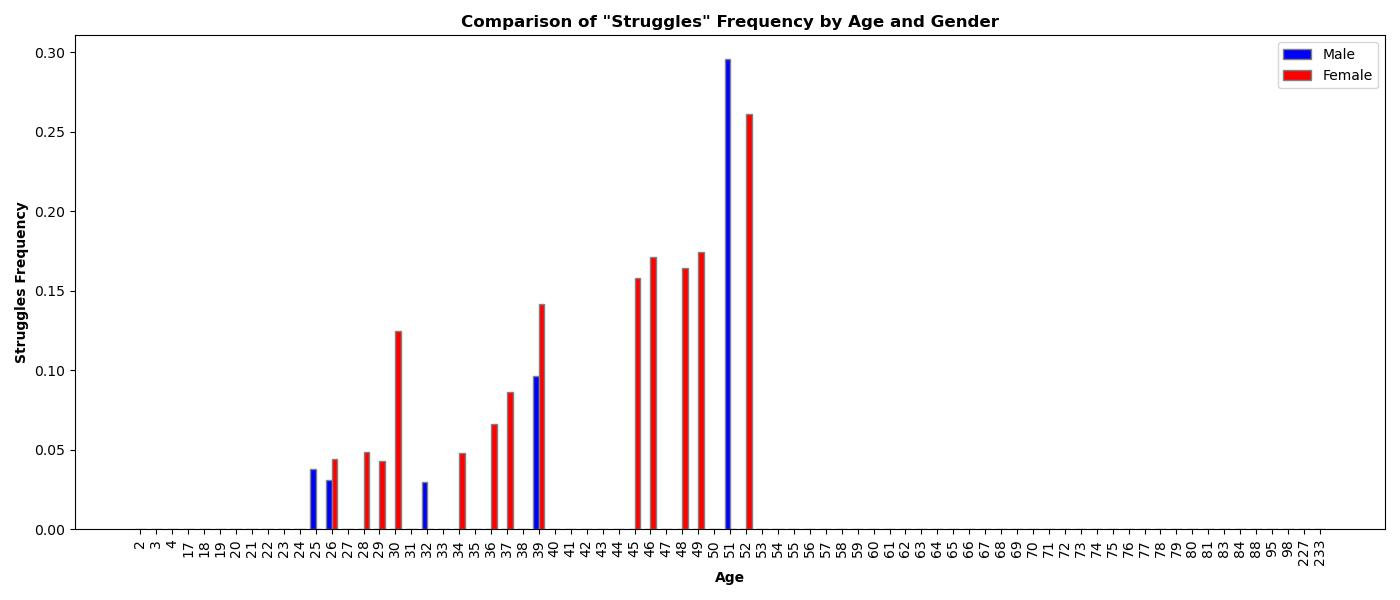 Comparison of "Struggles" Frequency by Age and Gender
Male
Female
0.30
0.25
0.20
0.15
0.10
0.05
0.00
Struggles Frequency
2 3 4 17 18 19 20 21 22 23 24 25 26 27 28 29 30 31 32 33 34 35 36 37 38 39 40 41 42 43 44 45 46 47 48 49 50 51 52 53 54 55 56 57 58 59 60 61 62 63 64 65 66 67 68 69 70 71 72 73 74 75 76 77 78 79 80 81 83 84 88 95 98 227 233
Age